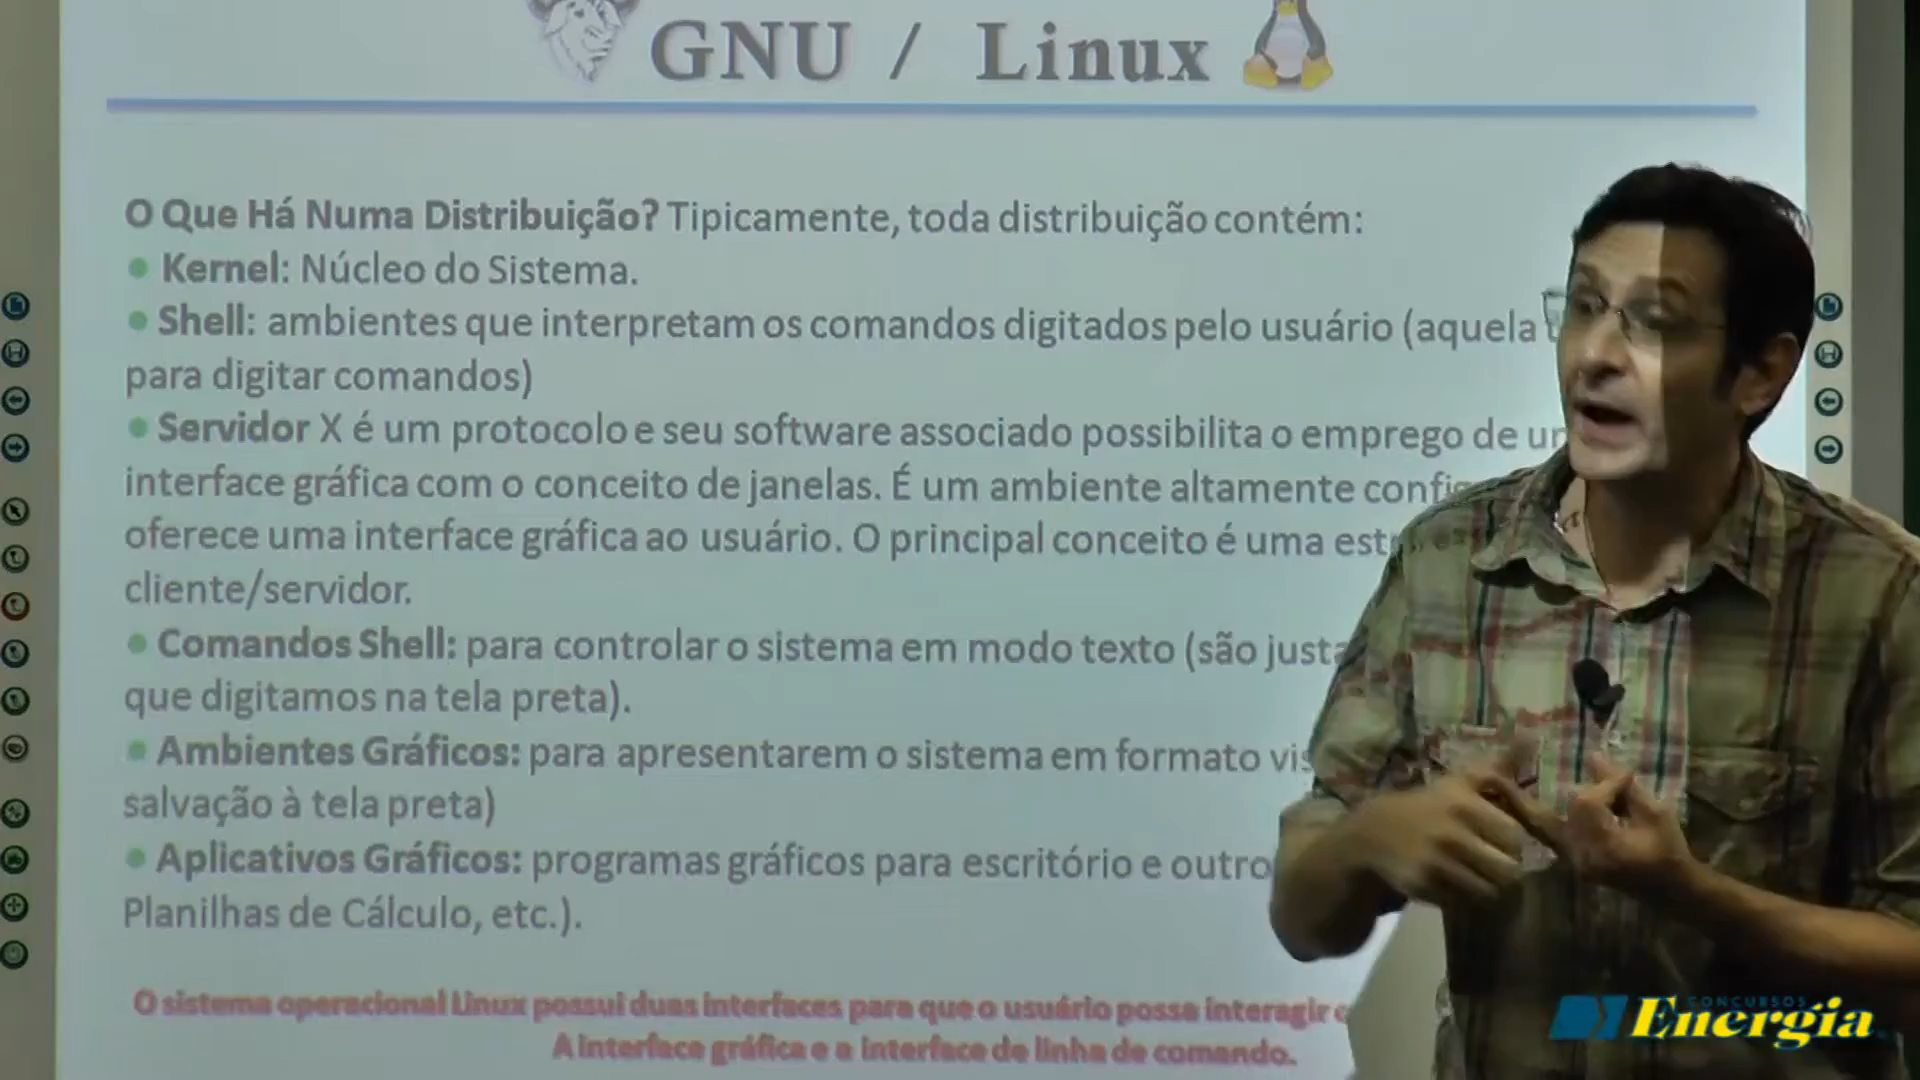 GNU / Linux
O Que Há Numa Distribuição? Tipicamente, toda distribuição contém:
• Kernel: Núcleo do Sistema.
• Shell: ambientes que interpretam os comandos digitados pelo usuário (aquela
para digitar comandos)
• Servidor X é um protocolo e seu software associado possibilita o emprego de
interface gráfica com o conceito de janelas. É um ambiente altamente
oferece uma interface gráfica ao usuário. O principal conceito é uma
cliente/servidor.
• Comandos Shell: para controlar o sistema em modo texto (são
que digitamos na tela preta).
• Ambientes Gráficos: para apresentarem o sistema em formato
salvação à tela preta)
• Aplicativos Gráficos: programas gráficos para escritório e
Planilhas de Cálculo, etc.).
O sistema operacional Linux possui duas interfaces para que o usuário possa interagir
A interface gráfica e a interface de linha de comando.
CONCURSOS
Energia